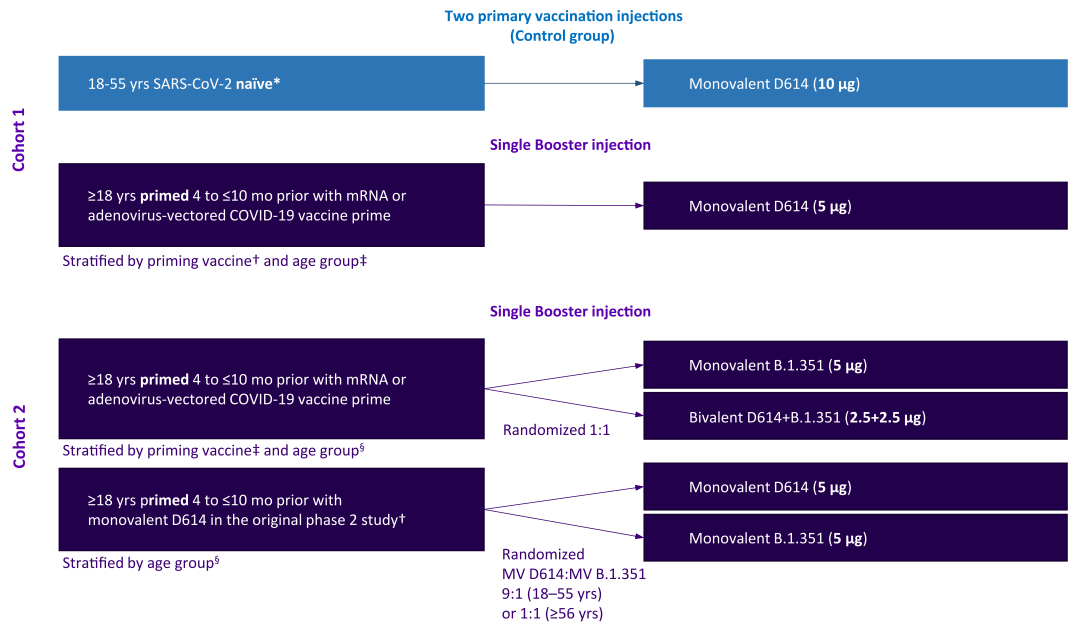 Two primary vaccination injections
(Control group)
Cohort 1
18-55 yrs SARS-CoV-2 naïve*
Monovalent D614 (10 µg)
Single Booster injection
≥18 yrs primed 4 to ≤10 mo prior with mRNA or
adenovirus-vectored COVID-19 vaccine prime
Monovalent D614 (5 µg)
Stratified by priming vaccine† and age group‡
Single Booster injection
Cohort 2
≥18 yrs primed 4 to ≤10 mo prior with mRNA or
adenovirus-vectored COVID-19 vaccine prime
Monovalent B.1.351 (5 µg)
Bivalent D614+B.1.351 (2.5+2.5 µg)
Randomized 1:1
Stratified by priming vaccine‡ and age group§
≥18 yrs primed 4 to ≤10 mo prior with
monovalent D614 in the original phase 2 study†
Monovalent D614 (5 µg)
Monovalent B.1.351 (5 µg)
Stratified by age group§
Randomized
MV D614:MV B.1.351
9:1 (18–55 yrs)
or 1:1 (≥56 yrs)